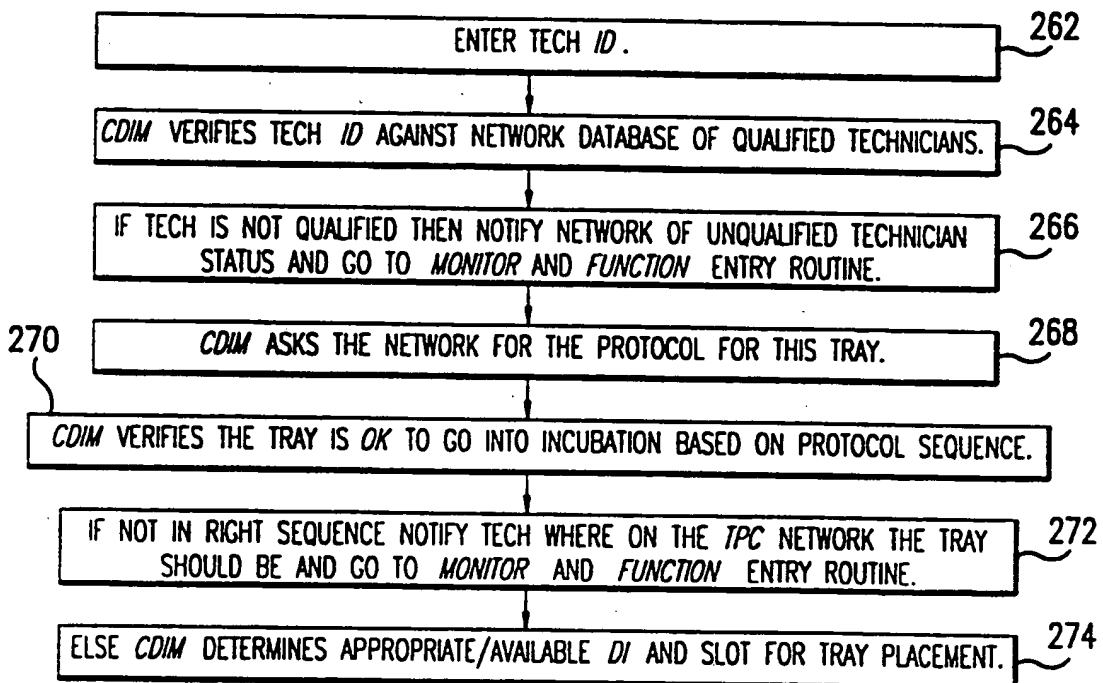 ENTER TECH ID.
262
CDIM VERIFIES TECH ID AGAINST NETWORK DATABASE OF QUALIFIED TECHNICIANS.
264
IF TECH IS NOT QUALIFIED THEN NOTIFY NETWORK OF UNQUALIFIED TECHNICIAN
STATUS AND GO TO MONITOR AND FUNCTION ENTRY ROUTINE.
266
CDIM ASKS THE NETWORK FOR THE PROTOCOL FOR THIS TRAY.
268
270
CDIM VERIFIES THE TRAY IS OK TO GO INTO INCUBATION BASED ON PROTOCOL SEQUENCE.
IF NOT IN RIGHT SEQUENCE NOTIFY TECH WHERE ON THE TPC NETWORK THE TRAY
SHOULD BE AND GO TO MONITOR AND FUNCTION ENTRY ROUTINE.
272
ELSE CDIM DETERMINES APPROPRIATE/AVAILABLE DI AND SLOT FOR TRAY PLACEMENT.
274